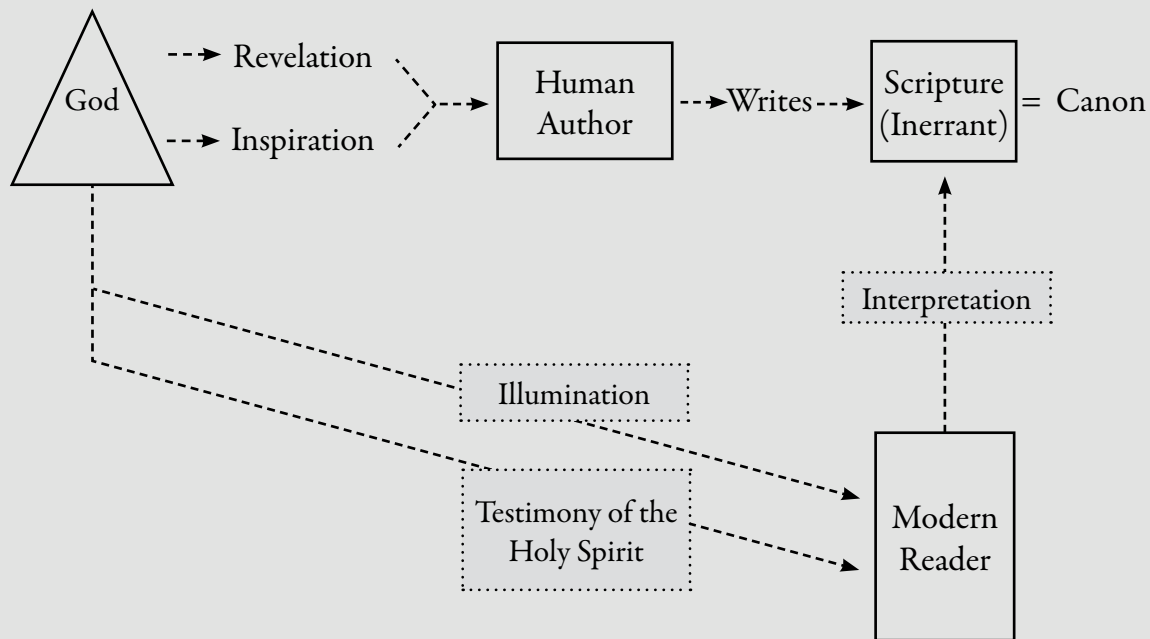 Revelation
God
Inspiration
Human
Author
Writes
Scripture
(Inerrant)
= Canon
Interpretation
Illumination
Testimony of the
Holy Spirit
Modern
Reader